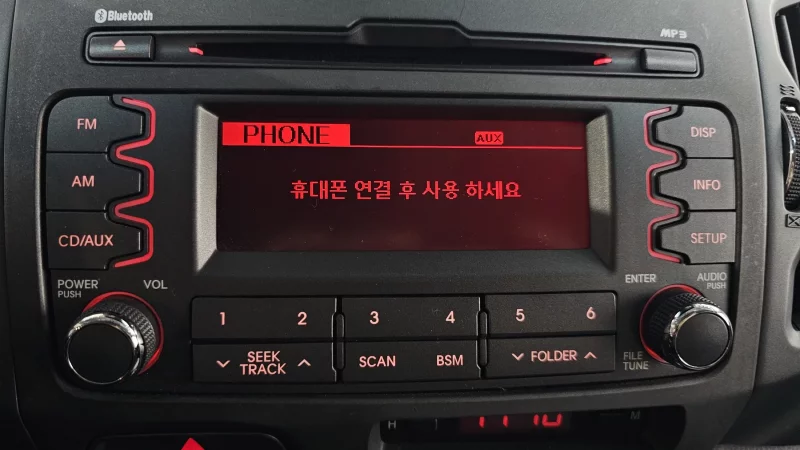 Bluetooth
MP3
FM
AM
CD/AUX
PHONE
AUX
휴대폰 연결 후 사용 하세요
DISP
INFO
SETUP
POWER
PUSH
VOL
ENTER
AUDIO
PUSH
1 2 3 4 5 6
SEEK
TRACK
SCAN
BSM
FOLDER
FILE
TUNE
H
M